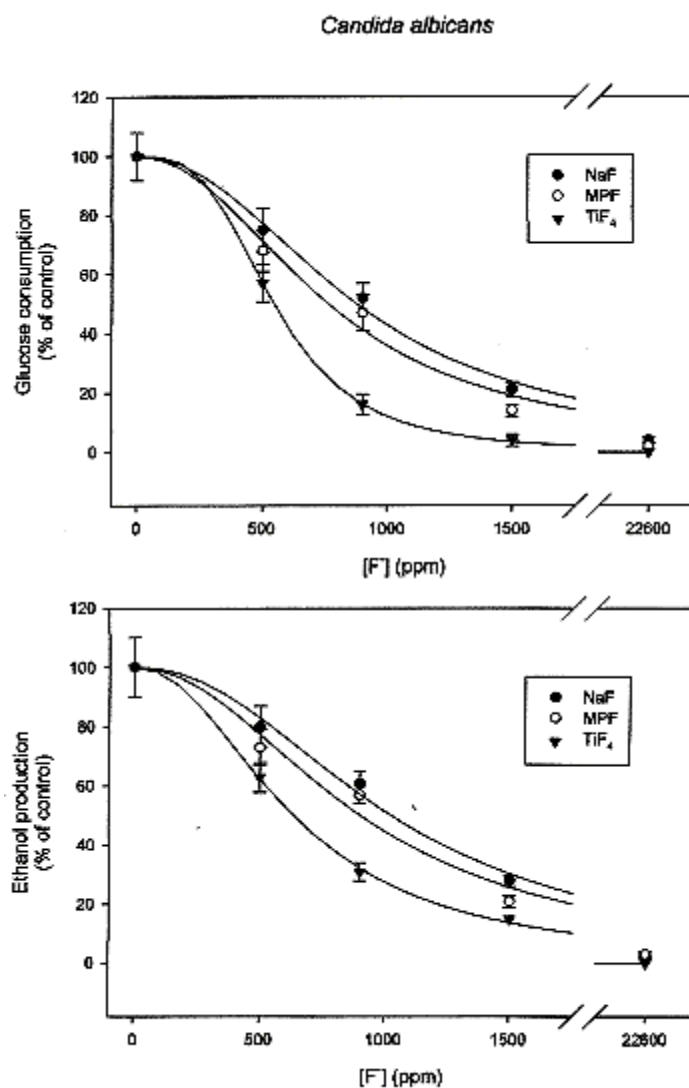 Candida albicans
120
100
80
60
40
20
0
Glucose consumption
(% of control)
NaF
MPF
TiF₄
0
500
1000
1500
22600
[F⁻] (ppm)
120
100
80
60
40
20
0
Ethanol production
(% of control)
NaF
MPF
TiF₄
0
500
1000
1500
22600
[F⁻] (ppm)